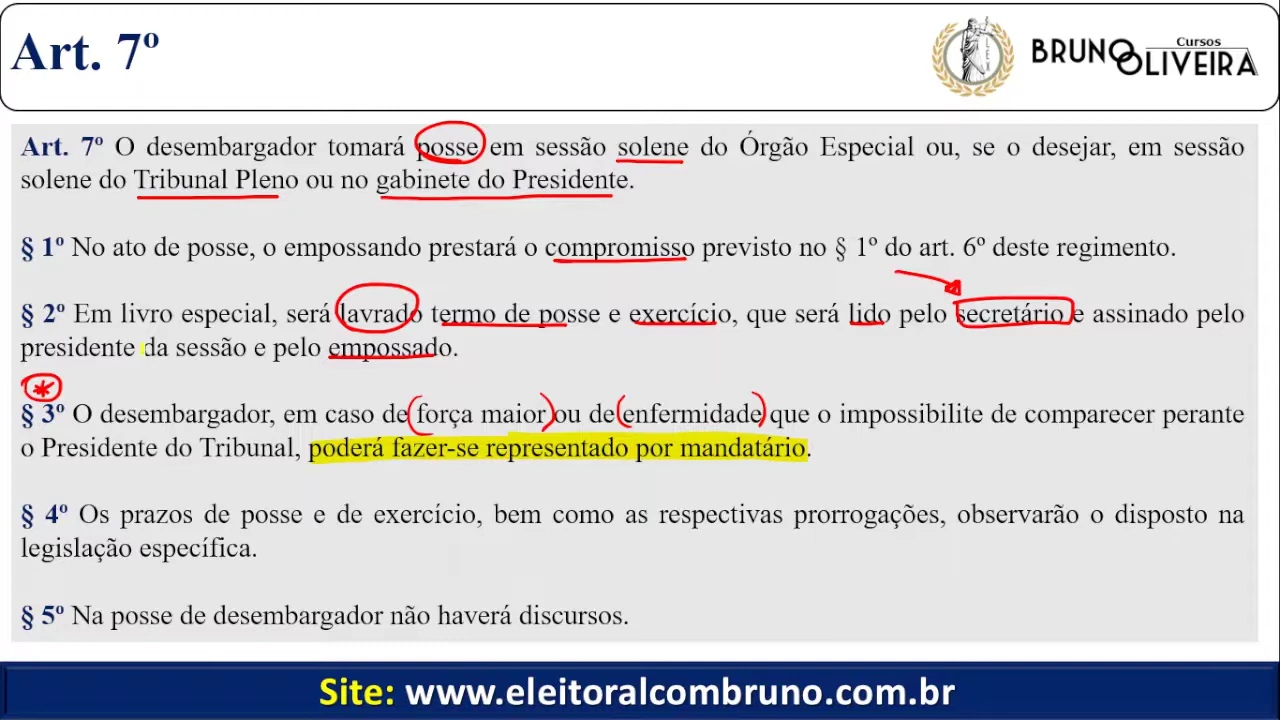 Art. 7º
Cursos
BRUNO OLIVEIRA
LEX
Art. 7º O desembargador tomará posse em sessão solene do Órgão Especial ou, se o desejar, em sessão
solene do Tribunal Pleno ou no gabinete do Presidente.
§ 1º No ato de posse, o empossando prestará o compromisso previsto no § 1º do art. 6º deste regimento.
§ 2º Em livro especial, será lavrado termo de posse e exercício, que será lido pelo secretário e assinado pelo
presidente da sessão e pelo empossado.
§ 3º O desembargador, em caso de força maior ou de enfermidade que o impossibilite de comparecer perante
o Presidente do Tribunal, poderá fazer-se representado por mandatário.
§ 4º Os prazos de posse e de exercício, bem como as respectivas prorrogações, observarão o disposto na
legislação específica.
§ 5º Na posse de desembargador não haverá discursos.
Site: www.eleitoralcombruno.com.br